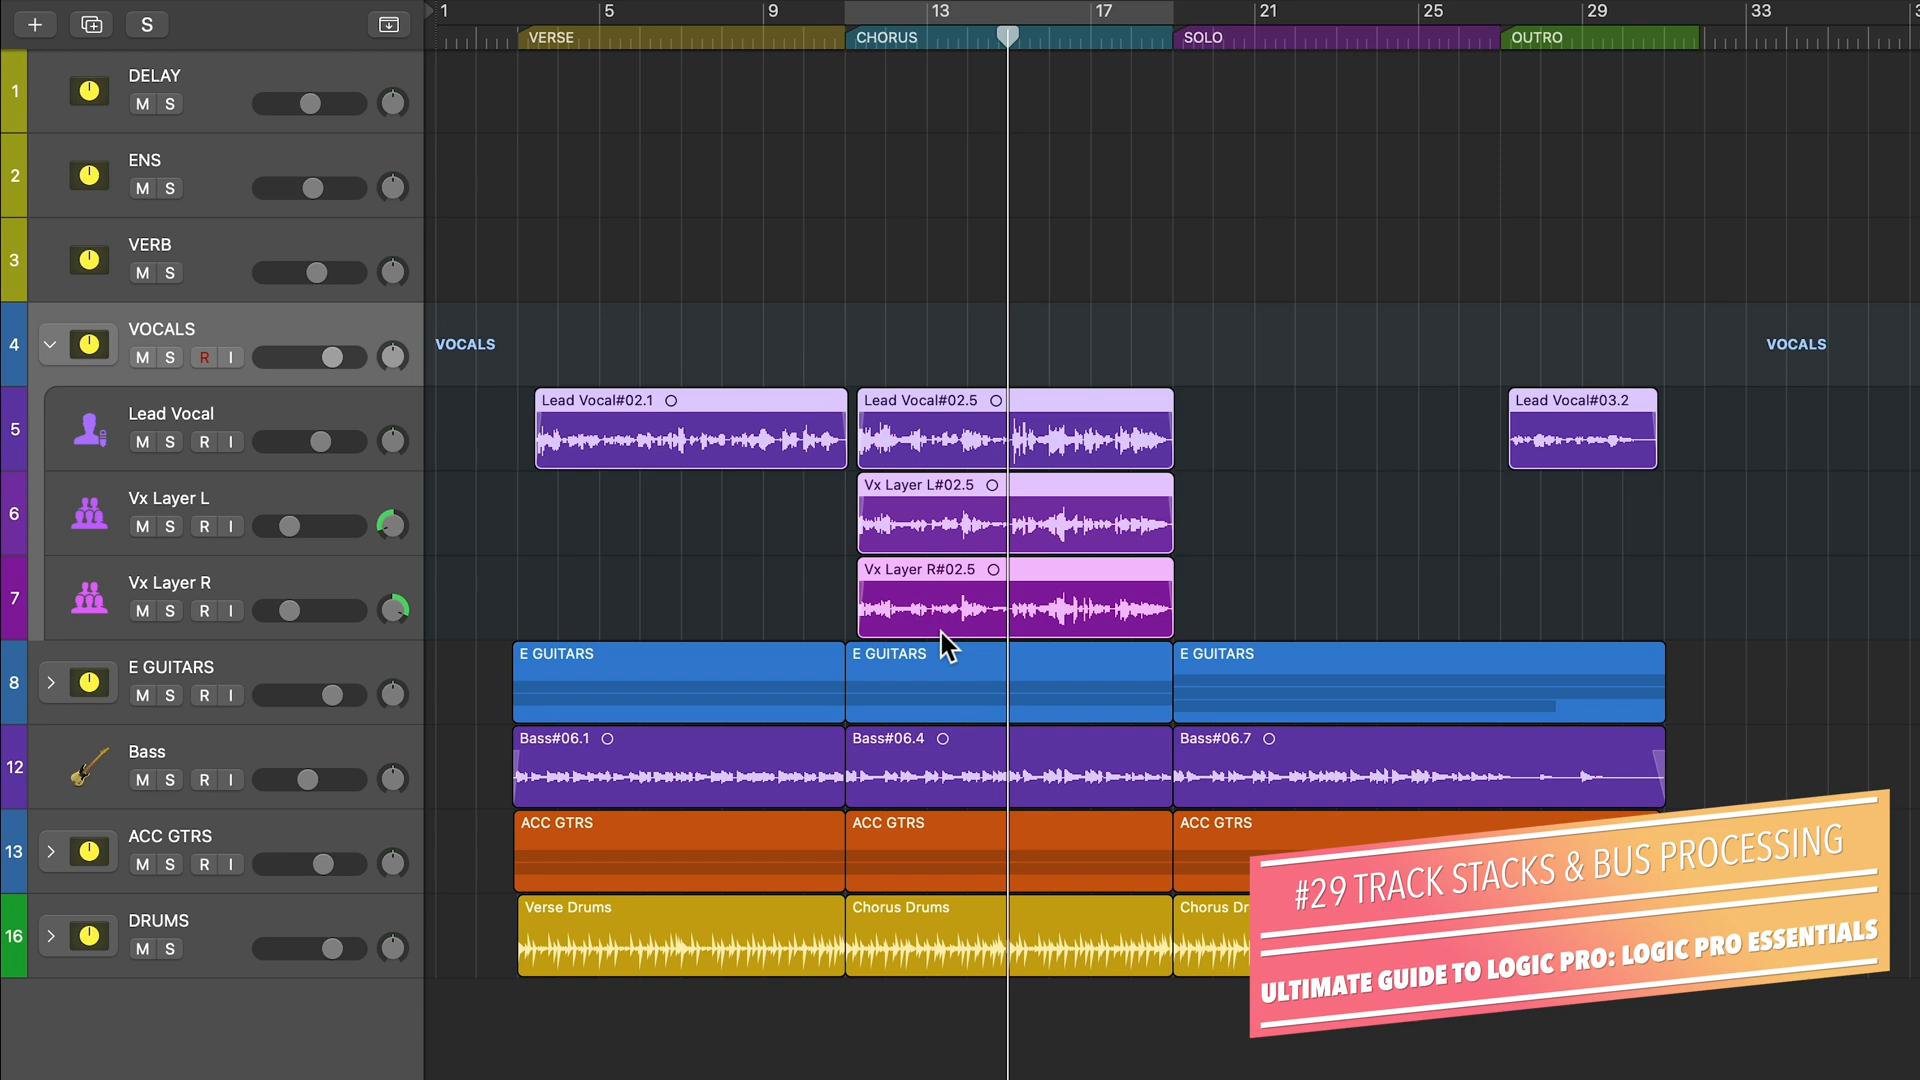 S
1 5 9 13 17 21 25 29 33
VERSE CHORUS SOLO OUTRO
1 DELAY
M S
2 ENS
M S
3 VERB
M S
4 VOCALS
M S R I
VOCALS VOCALS
5 Lead Vocal
M S R I
Lead Vocal#02.1 Lead Vocal#02.5 Lead Vocal#03.2
6 Vx Layer L
M S R I
Vx Layer L#02.5
7 Vx Layer R
M S R I
Vx Layer R#02.5
8 E GUITARS
M S R I
E GUITARS E GUITARS E GUITARS
12 Bass
M S R I
Bass#06.1 Bass#06.4 Bass#06.7
13 ACC GTRS
M S R I
ACC GTRS ACC GTRS ACC GTRS
16 DRUMS
M S
Verse Drums Chorus Drums Chorus Dr
#29 TRACK STACKS & BUS PROCESSING
ULTIMATE GUIDE TO LOGIC PRO: LOGIC PRO ESSENTIALS